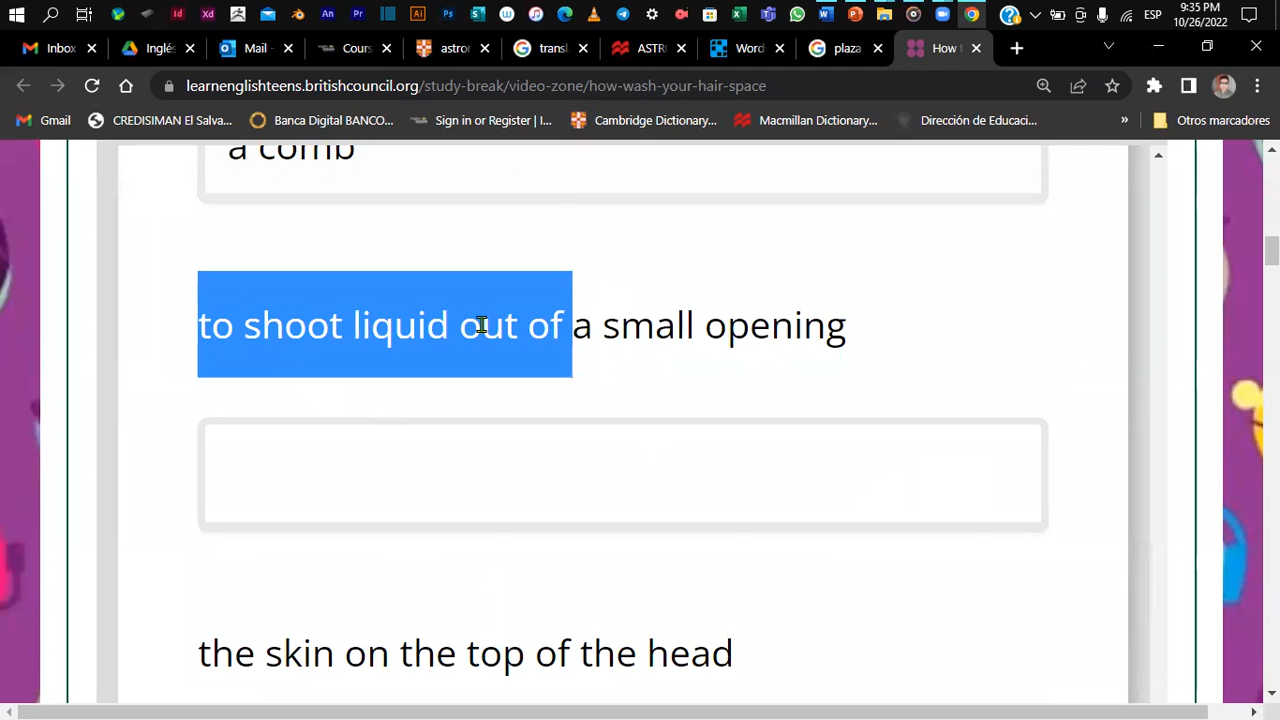 ESP
9:35 PM
10/26/2022
Inbox
Inglés
Mail -
Cours
astror
transl
ASTR
Word
plaza
How t
learnenglishteens.britishcouncil.org/study-break/video-zone/how-wash-your-hair-space
Gmail
CREDISIMAN El Salva...
Banca Digital BANCO...
Sign in or Register | I...
Cambridge Dictionary...
Macmillan Dictionary...
Dirección de Educaci...
»
Otros marcadores
a comb
to shoot liquid out of a small opening
the skin on the top of the head